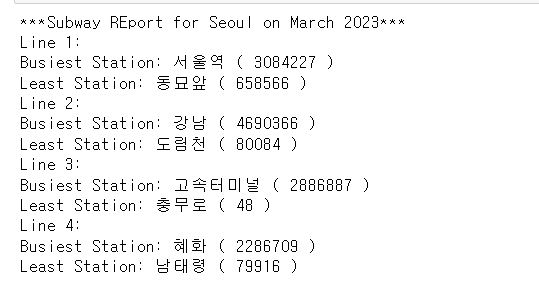 ***Subway REport for Seoul on March 2023***
Line 1:
Busiest Station: 서울역 ( 3084227 )
Least Station: 동묘앞 ( 658566 )
Line 2:
Busiest Station: 강남 ( 4690366 )
Least Station: 도림천 ( 80084 )
Line 3:
Busiest Station: 고속터미널 ( 2886887 )
Least Station: 충무로 ( 48 )
Line 4:
Busiest Station: 혜화 ( 2286709 )
Least Station: 남태령 ( 79916 )